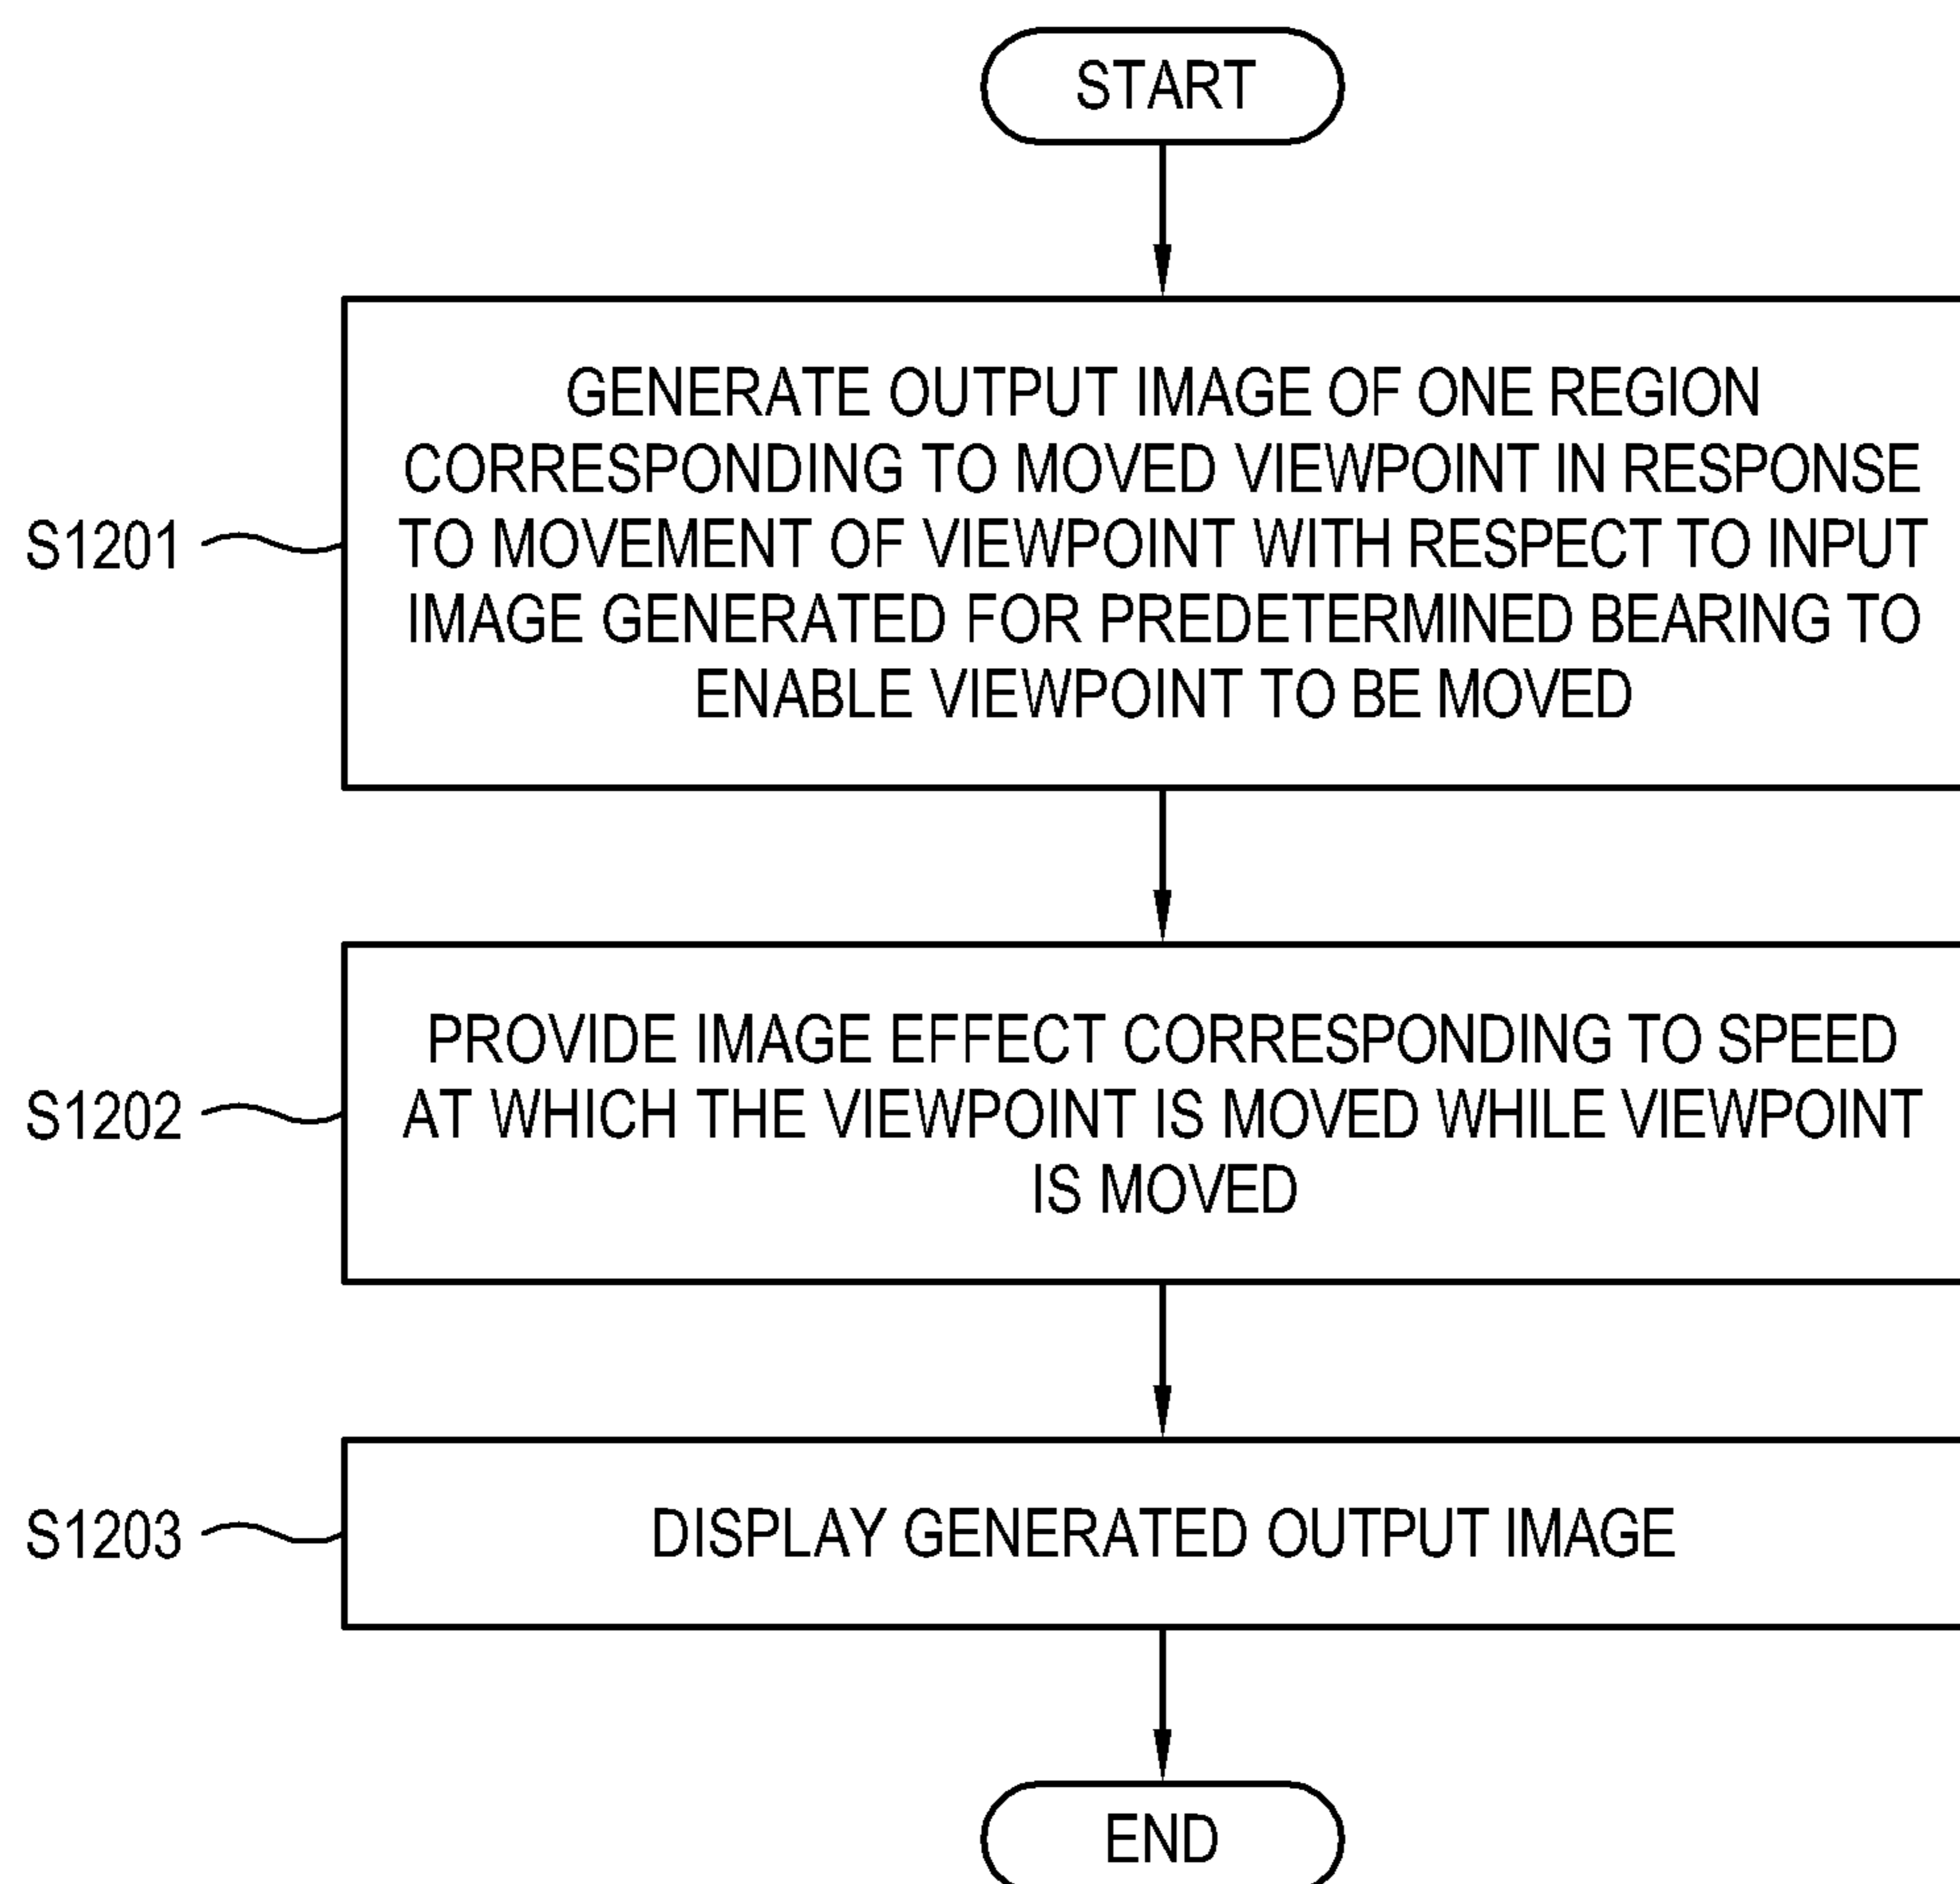 START
GENERATE OUTPUT IMAGE OF ONE REGION
CORRESPONDING TO MOVED VIEWPOINT IN RESPONSE
S1201
TO MOVEMENT OF VIEWPOINT WITH RESPECT TO INPUT
IMAGE GENERATED FOR PREDETERMINED BEARING TO
ENABLE VIEWPOINT TO BE MOVED
PROVIDE IMAGE EFFECT CORRESPONDING TO SPEED
S1202
AT WHICH THE VIEWPOINT IS MOVED WHILE VIEWPOINT
IS MOVED
S1203
DISPLAY GENERATED OUTPUT IMAGE
END